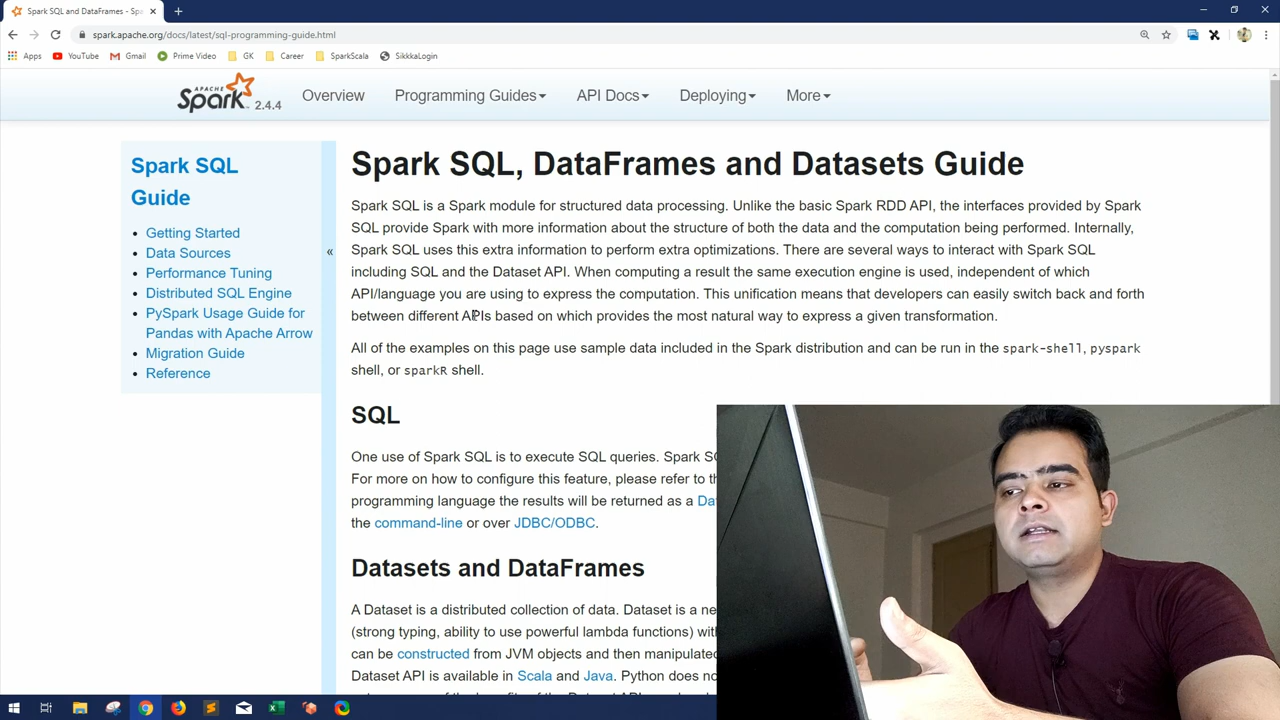 Spark SQL and DataFrames - Spa
spark.apache.org/docs/latest/sql-programming-guide.html
Apps YouTube Gmail Prime Video GK Career SparkScala SikkkaLogin
APACHE Spark 2.4.4 Overview Programming Guides API Docs Deploying More
Spark SQL
Guide
Getting Started
Data Sources
Performance Tuning
Distributed SQL Engine
PySpark Usage Guide for
Pandas with Apache Arrow
Migration Guide
Reference
«
Spark SQL, DataFrames and Datasets Guide
Spark SQL is a Spark module for structured data processing. Unlike the basic Spark RDD API, the interfaces provided by Spark
SQL provide Spark with more information about the structure of both the data and the computation being performed. Internally,
Spark SQL uses this extra information to perform extra optimizations. There are several ways to interact with Spark SQL
including SQL and the Dataset API. When computing a result the same execution engine is used, independent of which
API/language you are using to express the computation. This unification means that developers can easily switch back and forth
between different APIs based on which provides the most natural way to express a given transformation.
All of the examples on this page use sample data included in the Spark distribution and can be run in the spark-shell, pyspark
shell, or sparkR shell.
SQL
One use of Spark SQL is to execute SQL queries. Spark SQ
For more on how to configure this feature, please refer to th
programming language the results will be returned as a Da
the command-line or over JDBC/ODBC.
Datasets and DataFrames
A Dataset is a distributed collection of data. Dataset is a ne
(strong typing, ability to use powerful lambda functions) with
can be constructed from JVM objects and then manipulated
Dataset API is available in Scala and Java. Python does no